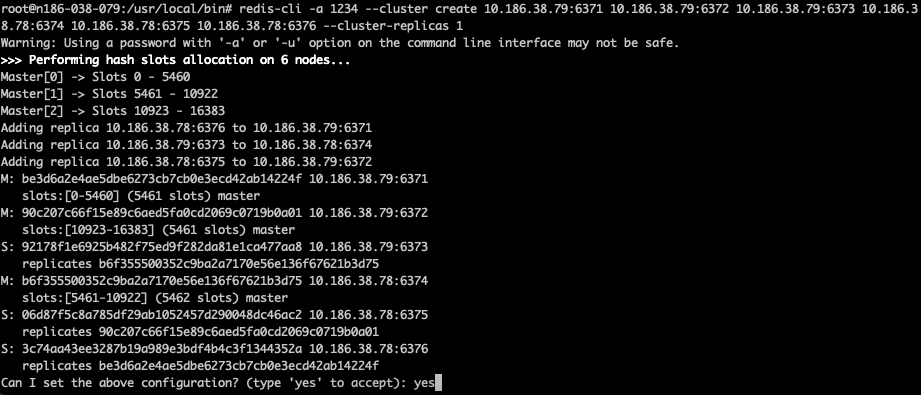 root@n186-038-079:/usr/local/bin# redis-cli -a 1234 --cluster create 10.186.38.79:6371 10.186.38.79:6372 10.186.38.79:6373 10.186.3
8.78:6374 10.186.38.78:6375 10.186.38.78:6376 --cluster-replicas 1
Warning: Using a password with '-a' or '-u' option on the command line interface may not be safe.
>>> Performing hash slots allocation on 6 nodes...
Master[0] -> Slots 0 - 5460
Master[1] -> Slots 5461 - 10922
Master[2] -> Slots 10923 - 16383
Adding replica 10.186.38.78:6376 to 10.186.38.79:6371
Adding replica 10.186.38.79:6373 to 10.186.38.78:6374
Adding replica 10.186.38.78:6375 to 10.186.38.79:6372
M: be3d6a2e4ae5dbe6273cb7cb0e3ecd42ab14224f 10.186.38.79:6371
   slots:[0-5460] (5461 slots) master
M: 90c207c66f15e89c6aed5fa0cd2069c0719b0a01 10.186.38.79:6372
   slots:[10923-16383] (5461 slots) master
S: 92178f1e6925b482f75ed9f282da81e1ca477aa8 10.186.38.79:6373
   replicates b6f355500352c9ba2a7170e56e136f67621b3d75
M: b6f355500352c9ba2a7170e56e136f67621b3d75 10.186.38.78:6374
   slots:[5461-10922] (5462 slots) master
S: 06d87f5c8a785df29ab1052457d290048dc46ac2 10.186.38.78:6375
   replicates 90c207c66f15e89c6aed5fa0cd2069c0719b0a01
S: 3c74aa43ee3287b19a989e3bdf4b4c3f1344352a 10.186.38.78:6376
   replicates be3d6a2e4ae5dbe6273cb7cb0e3ecd42ab14224f
Can I set the above configuration? (type 'yes' to accept): yes